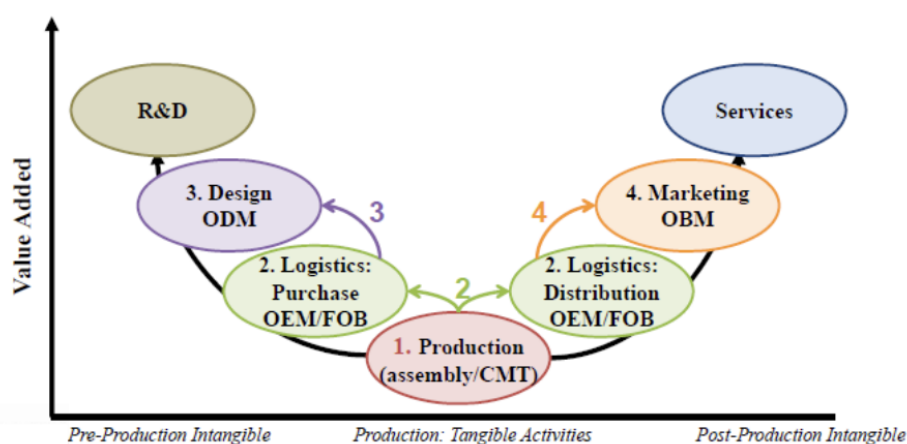 Value Added
R&D
Services
3. Design
ODM
3
4
4. Marketing
OBM
2. Logistics:
Purchase
OEM/FOB
2
2. Logistics:
Distribution
OEM/FOB
1. Production
(assembly/CMT)
Pre-Production Intangible
Production: Tangible Activities
Post-Production Intangible